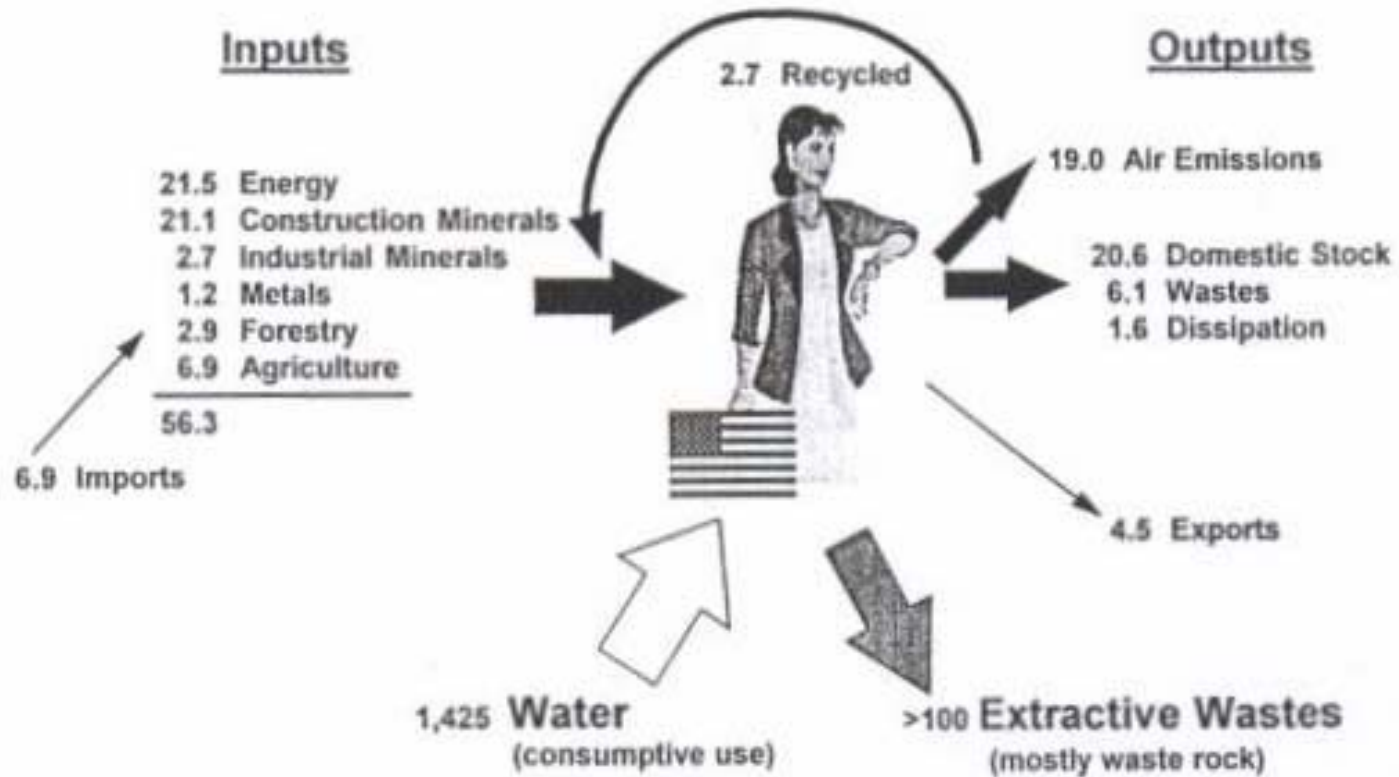 Inputs
Outputs
2.7 Recycled
21.5 Energy
21.1 Construction Minerals
2.7 Industrial Minerals
1.2 Metals
2.9 Forestry
6.9 Agriculture
56.3
6.9 Imports
19.0 Air Emissions
20.6 Domestic Stock
6.1 Wastes
1.6 Dissipation
4.5 Exports
1,425 Water
(consumptive use)
>100 Extractive Wastes
(mostly waste rock)